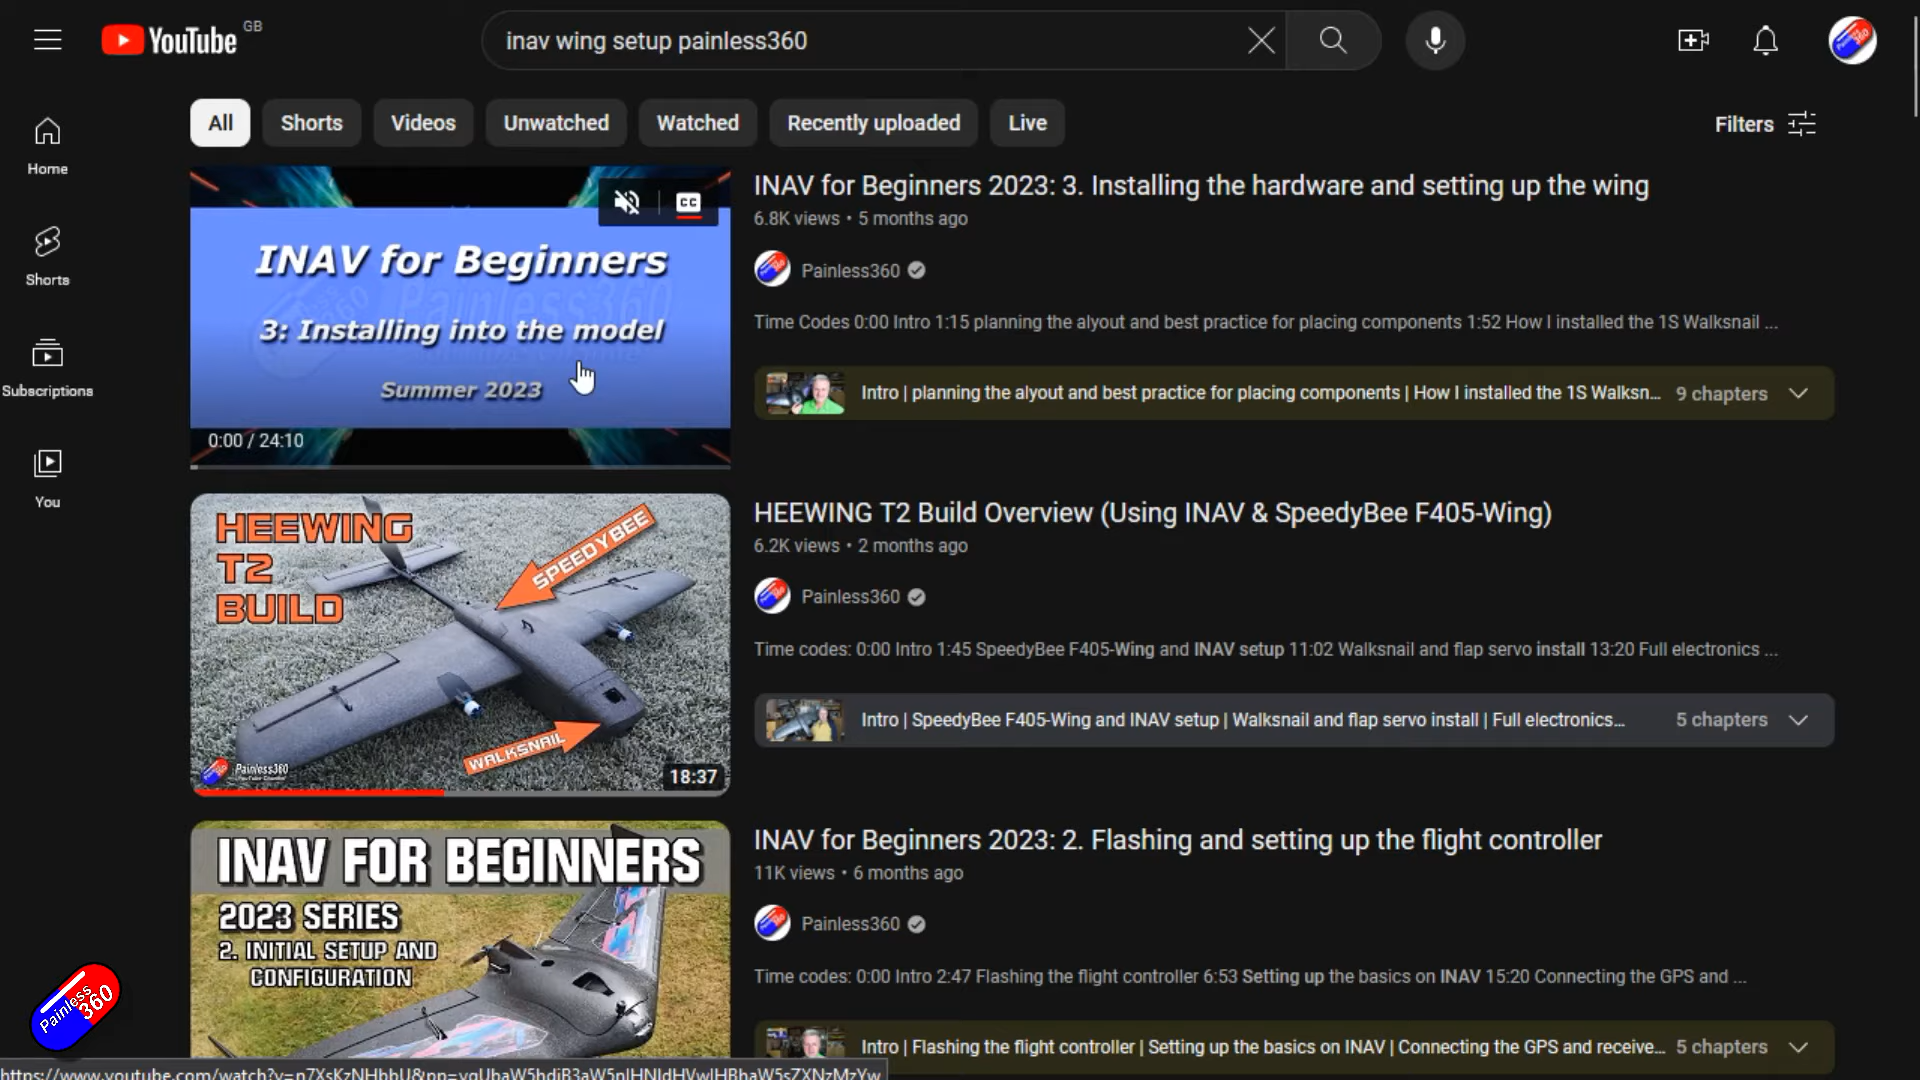 YouTube GB
inav wing setup painless360
All
Shorts
Videos
Unwatched
Watched
Recently uploaded
Live
Filters
Home
Shorts
Subscriptions
You
CC
INAV for Beginners
3: Installing into the model
Summer 2023
0:00 / 24:10
INAV for Beginners 2023: 3. Installing the hardware and setting up the wing
6.8K views • 5 months ago
Painless360
Time Codes 0:00 Intro 1:15 planning the alyout and best practice for placing components 1:52 How I installed the 1S Walksnail ...
Intro | planning the alyout and best practice for placing components | How I installed the 1S Walksn... 9 chapters
HEEWING
T2
BUILD
SPEEDYBEE
WALKSNAIL
Painless360
18:37
HEEWING T2 Build Overview (Using INAV & SpeedyBee F405-Wing)
6.2K views • 2 months ago
Painless360
Time codes: 0:00 Intro 1:45 SpeedyBee F405-Wing and INAV setup 11:02 Walksnail and flap servo install 13:20 Full electronics ...
Intro | SpeedyBee F405-Wing and INAV setup | Walksnail and flap servo install | Full electronics... 5 chapters
INAV FOR BEGINNERS
2023 SERIES
2. INITIAL SETUP AND
CONFIGURATION
INAV for Beginners 2023: 2. Flashing and setting up the flight controller
11K views • 6 months ago
Painless360
Time codes: 0:00 Intro 2:47 Flashing the flight controller 6:53 Setting up the basics on INAV 15:20 Connecting the GPS and ...
Intro | Flashing the flight controller | Setting up the basics on INAV | Connecting the GPS and receive... 5 chapters
Painless
360